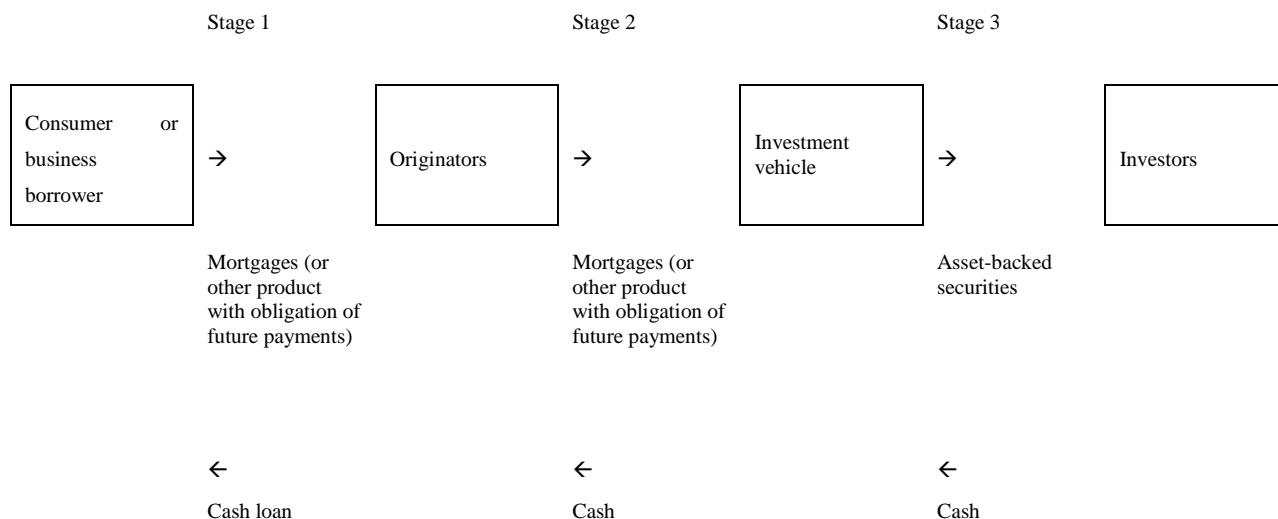 Stage 1
Stage 2
Stage 3
Consumer or
business
borrower
→
Originators
→
Investment
vehicle
→
Investors
Mortgages (or
other product
with obligation of
future payments)
Mortgages (or
other product
with obligation of
future payments)
Asset-backed
securities
←
←
←
Cash loan
Cash
Cash